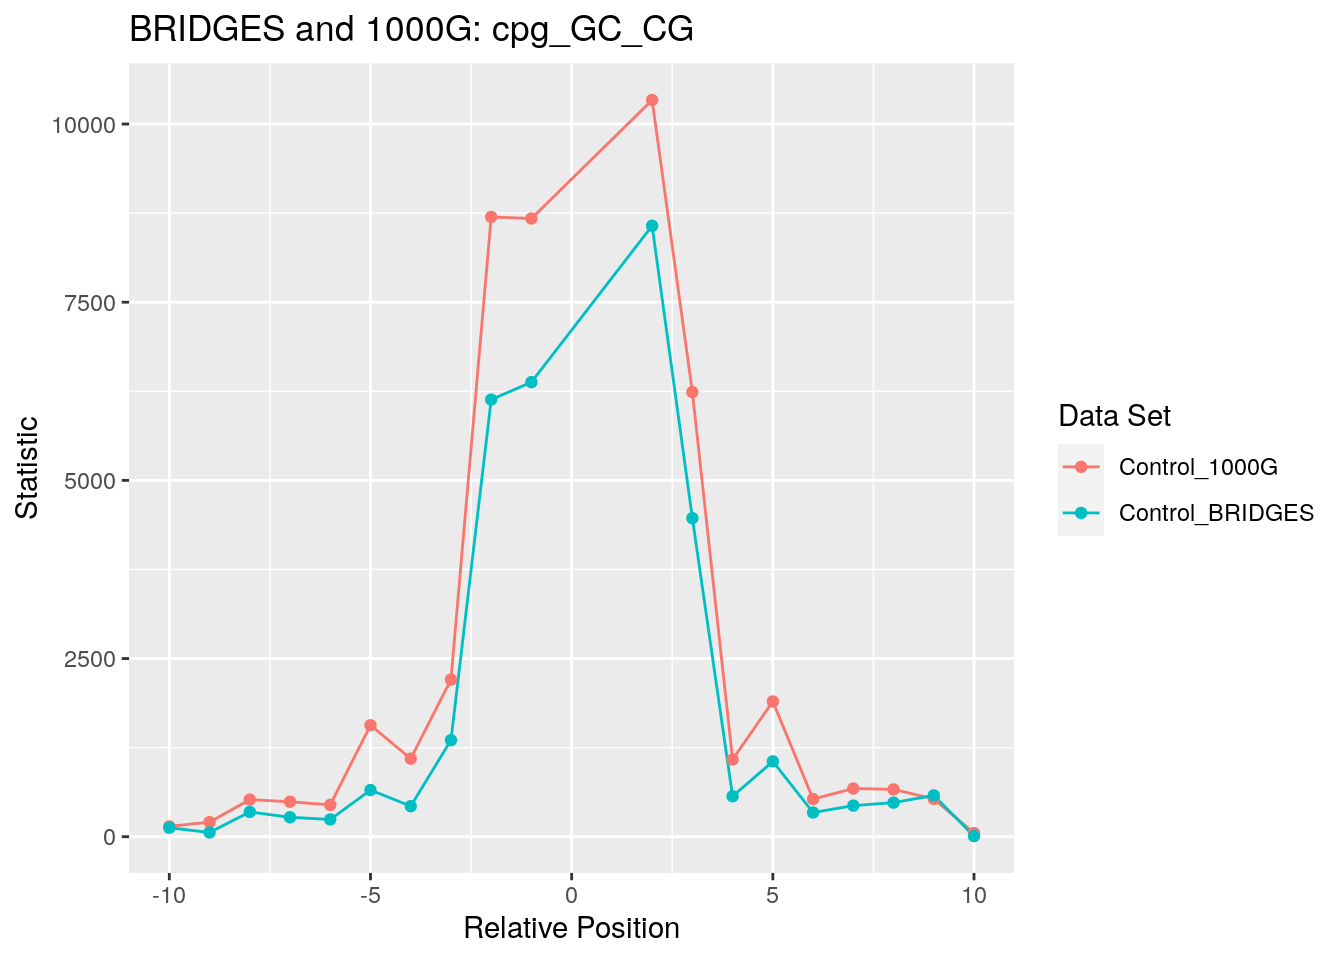 BRIDGES and 1000G: cpg_GC_CG
10000
7500
5000
2500
0
Statistic
-10
-5
0
5
10
Relative Position
Data Set
Control_1000G
Control_BRIDGES